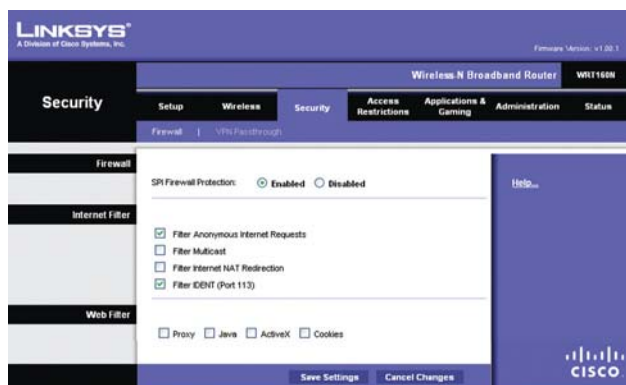 LINKSYS®
A Division of Cisco Systems, Inc.
Firmware Version: v1.00.1
Wireless-N Broadband Router WRT160N
Security
Setup Wireless Security Access Restrictions Applications & Gaming Administration Status
Firewall | VPN Passthrough
Firewall
SPI Firewall Protection: Enabled Disabled
Help...
Internet Filter
Filter Anonymous Internet Requests
Filter Multicast
Filter Internet NAT Redirection
Filter IDENT (Port 113)
Web Filter
Proxy Java ActiveX Cookies
Save Settings Cancel Changes
CISCO